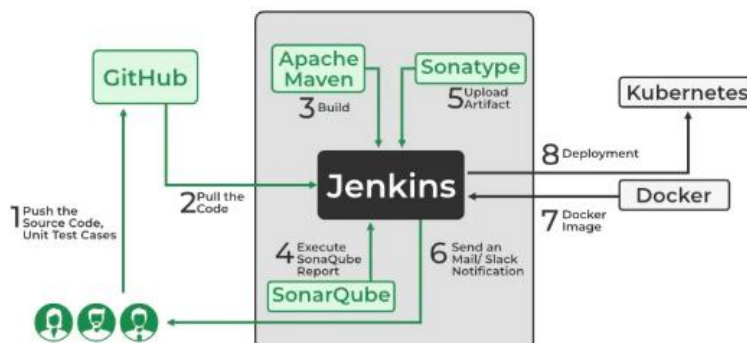 GitHub
Apache
Maven
3 Build
Sonatype
5 Upload
Artifact
Kubernetes
8 Deployment
Jenkins
Docker
7 Docker
Image
1 Push the
Source Code,
Unit Test Cases
2 Pull the
Code
4 Execute
SonaQube
Report
6 Send an
Mail/ Slack
Notification
SonarQube